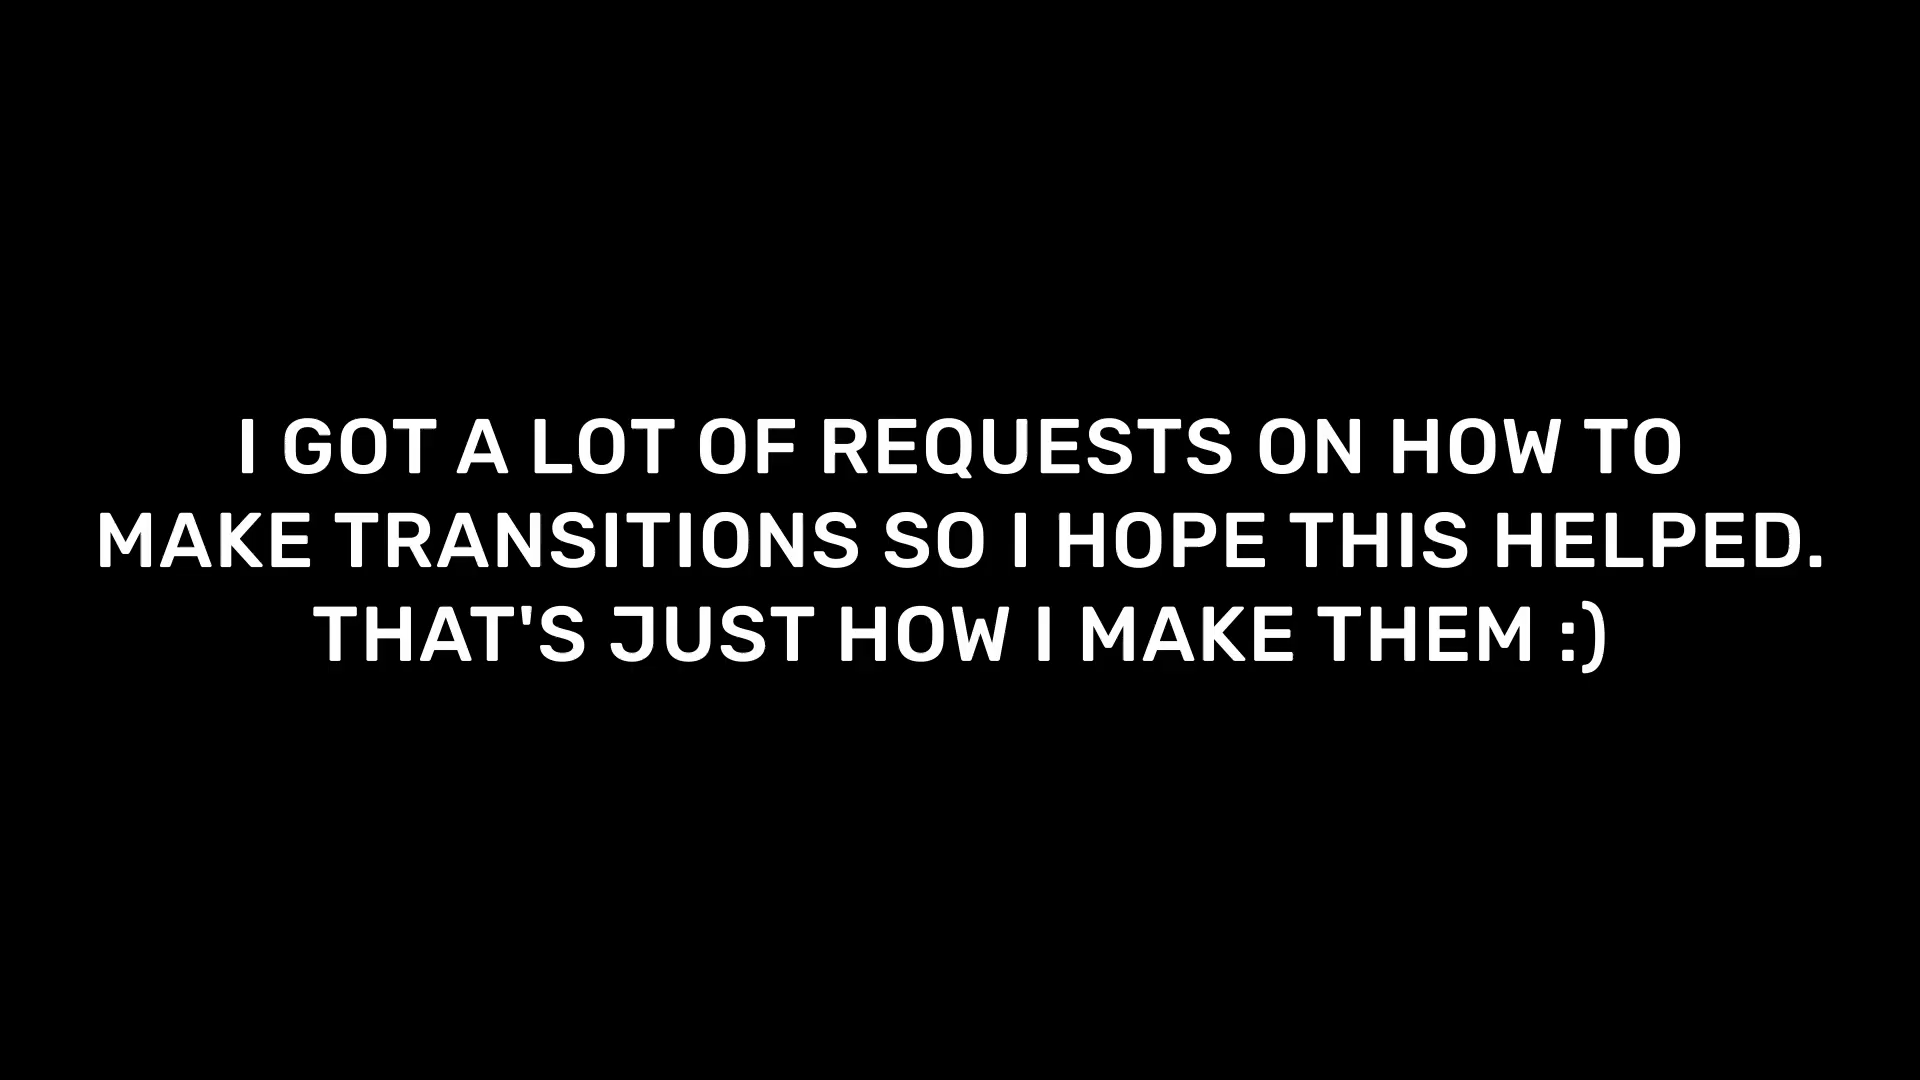 I GOT A LOT OF REQUESTS ON HOW TO
MAKE TRANSITIONS SO I HOPE THIS HELPED.
THAT'S JUST HOW I MAKE THEM :)